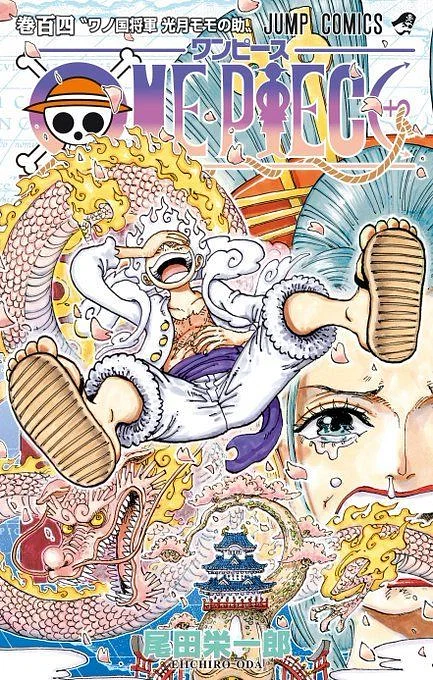 巻百四 〝ワノ国将軍 光月モモの助〟
JUMP COMICS
ワンピース
ONE PIECE
尾田栄一郎
EIICHIRO ODA